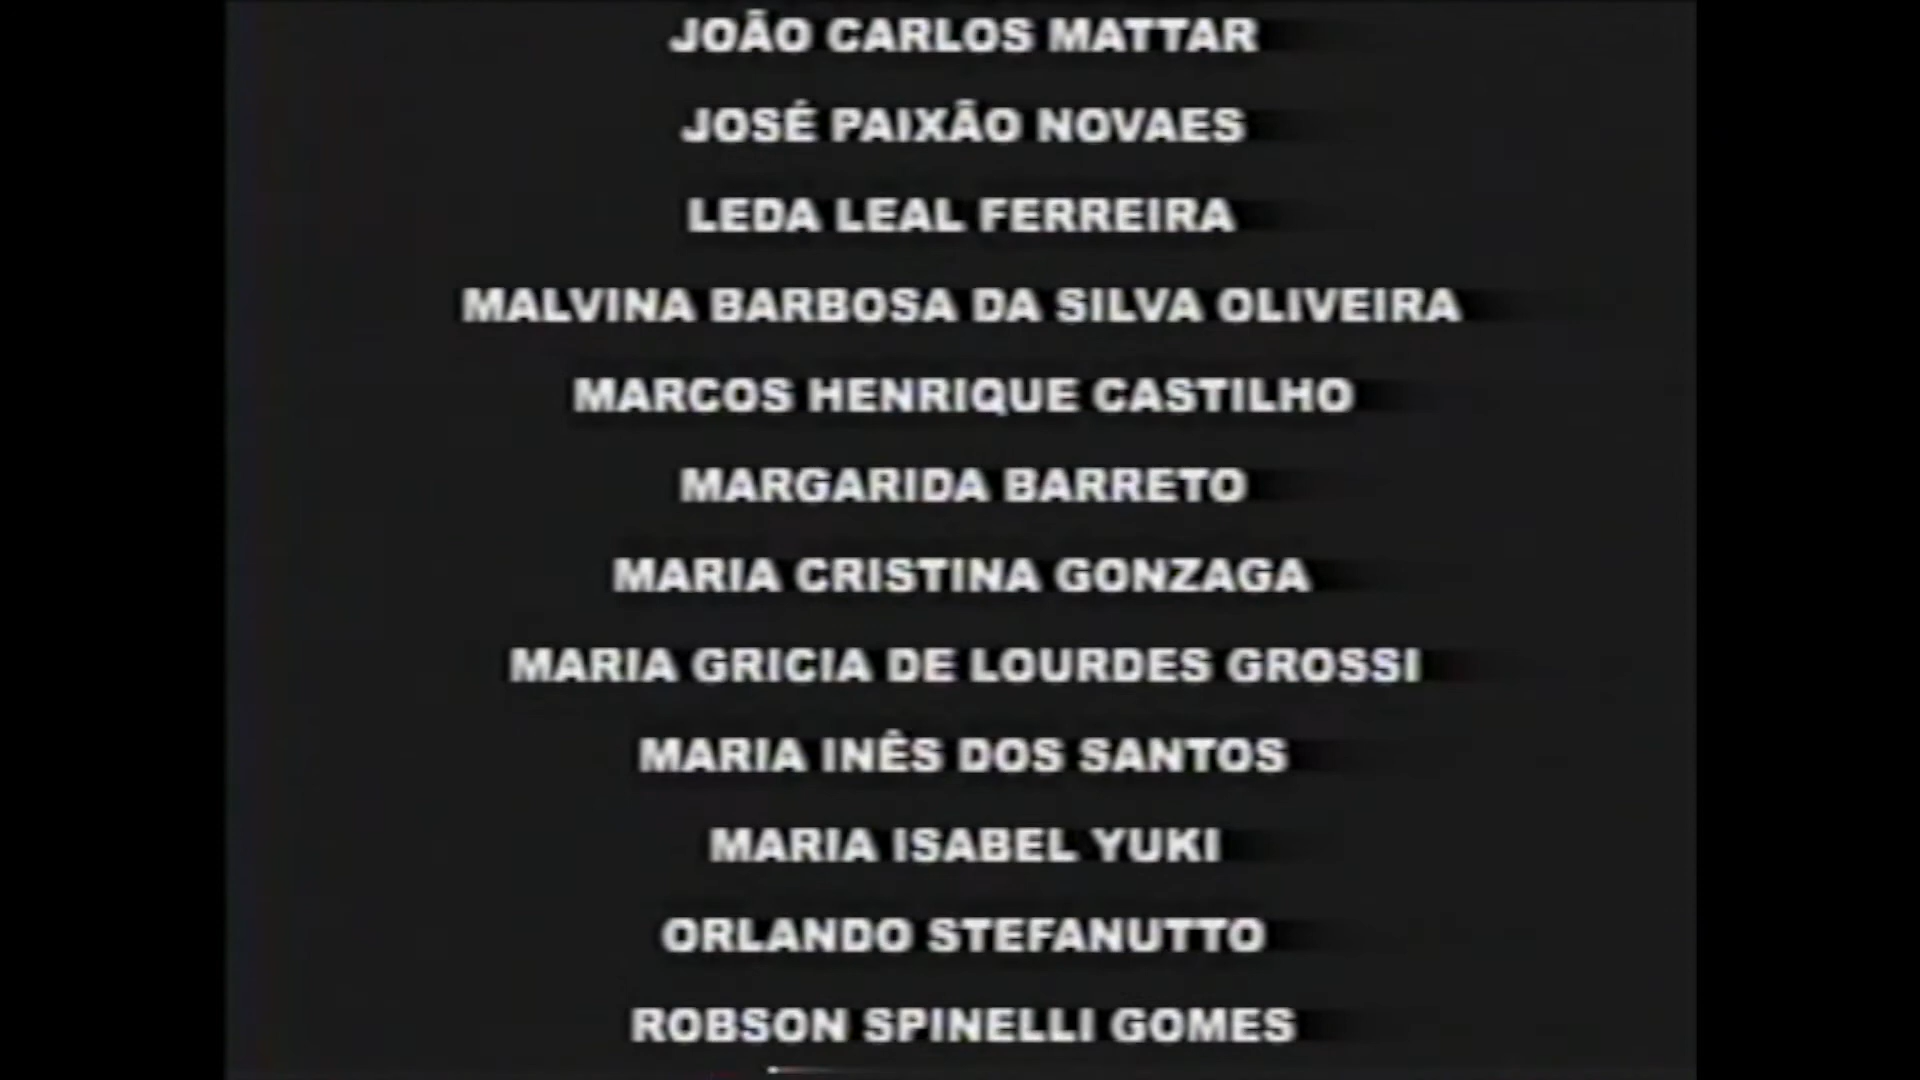 JOÃO CARLOS MATTAR
JOSÉ PAIXÃO NOVAES
LEDA LEAL FERREIRA
MALVINA BARBOSA DA SILVA OLIVEIRA
MARCOS HENRIQUE CASTILHO
MARGARIDA BARRETO
MARIA CRISTINA GONZAGA
MARIA GRICIA DE LOURDES GROSSI
MARIA INÊS DOS SANTOS
MARIA ISABEL YUKI
ORLANDO STEFANUTTO
ROBSON SPINELLI GOMES